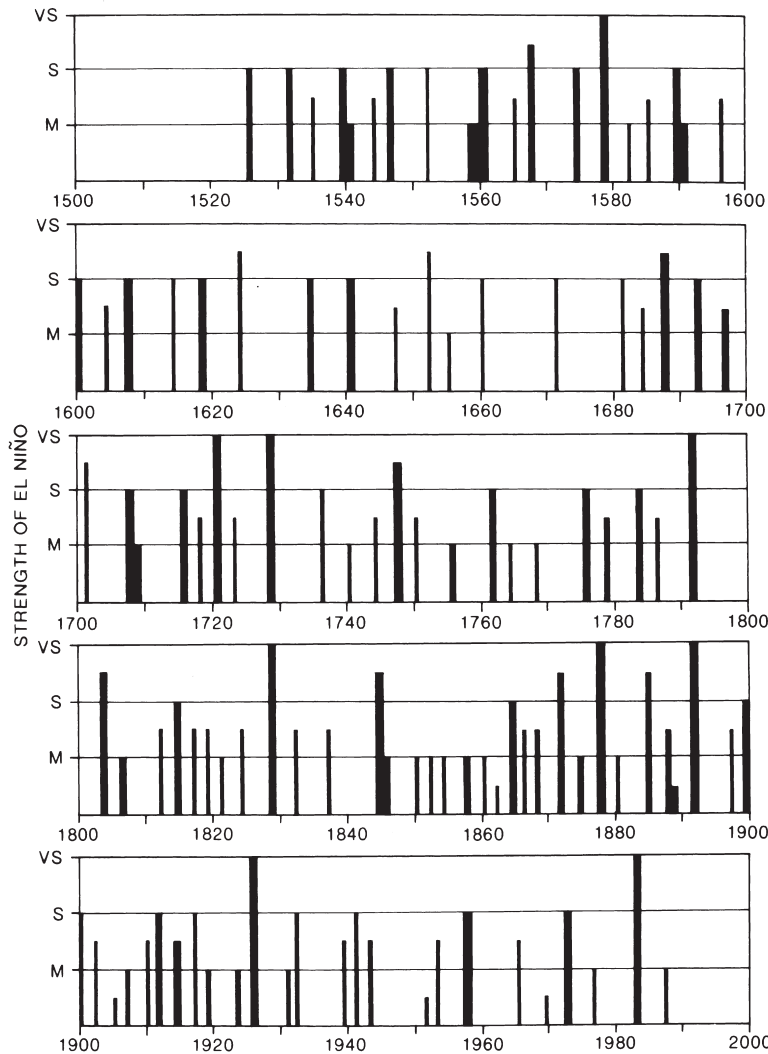 VS
S
M
1500 1520 1540 1560 1580 1600
VS
S
M
1600 1620 1640 1660 1680 1700
STRENGTH OF EL NIÑO
VS
S
M
1700 1720 1740 1760 1780 1800
VS
S
M
1800 1820 1840 1860 1880 1900
VS
S
M
1900 1920 1940 1960 1980 2000